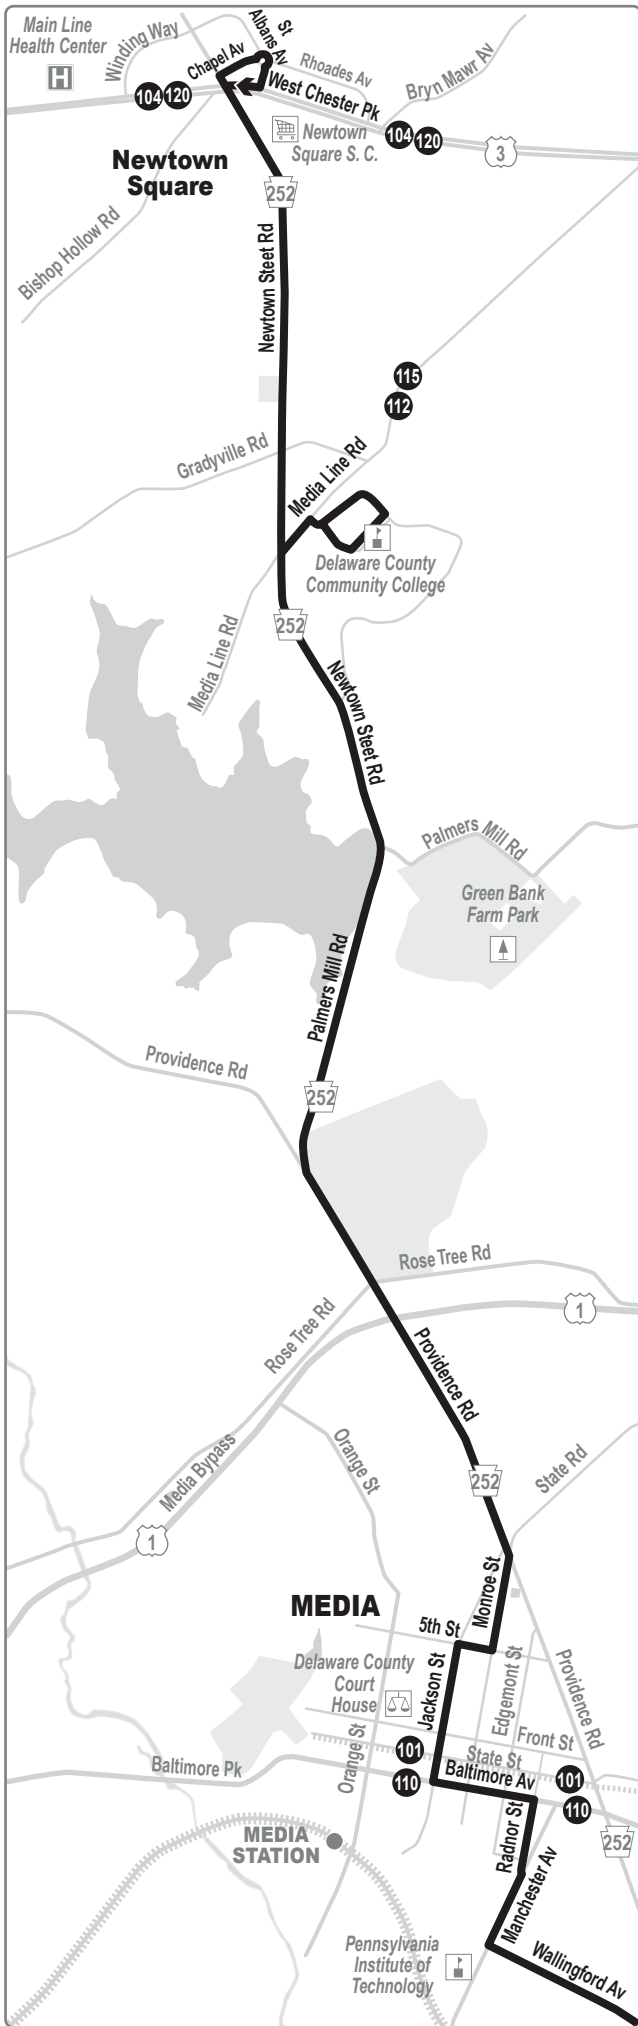 Main Line
Health Center
H
Winding Way
Chapel Av
St
Albans Av
Rhoades Av
Bryn Mawr Av
West Chester Pk
104
120
Newtown
Square S. C.
104
120
3
Newtown
Square
252
Bishop Hollow Rd
Newtown Steet Rd
115
112
Gradyville Rd
Media Line Rd
Delaware County
Community College
252
Media Line Rd
Newtown Steet Rd
Palmers Mill Rd
Green Bank
Farm Park
Palmers Mill Rd
Providence Rd
252
Rose Tree Rd
1
Rose Tree Rd
Providence Rd
Media Bypass
Orange St
252
State Rd
1
Monroe St
MEDIA
5th St
Delaware County
Court
House
Jackson St
Edgemont St
Providence Rd
Front St
Orange St
101
State St
Baltimore Pk
110
Baltimore Av
101
110
MEDIA
STATION
Radnor St
252
Manchester Av
Pennsylvania
Institute of
Technology
Wallingford Av